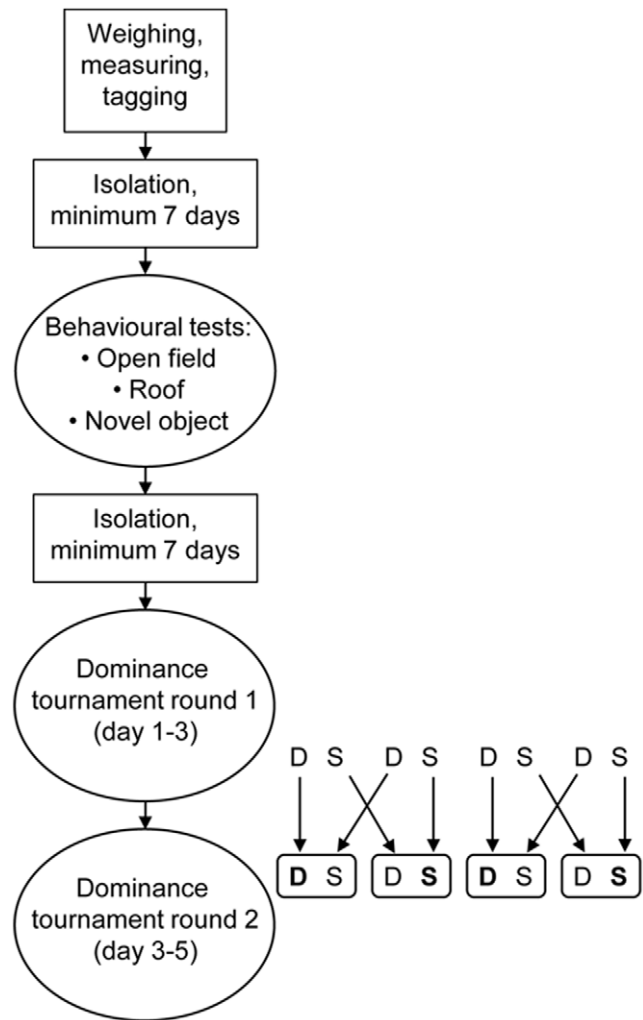 Weighing,
measuring,
tagging
Isolation,
minimum 7 days
Behavioural tests:
• Open field
• Roof
• Novel object
Isolation,
minimum 7 days
Dominance
tournament round 1
(day 1-3)
D S D S D S D S
Dominance
tournament round 2
(day 3-5)
D S D S D S D S